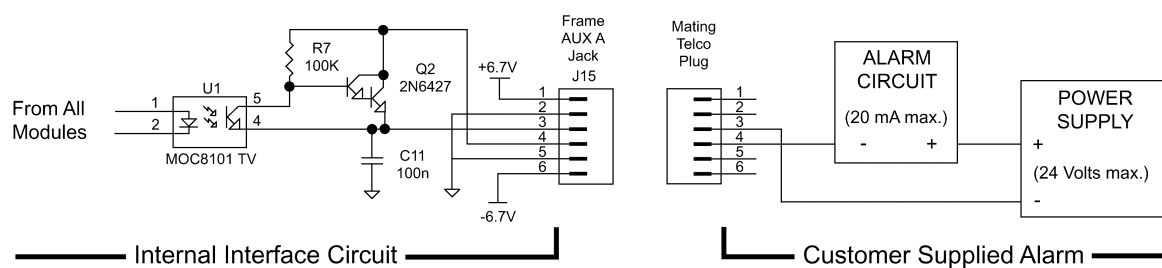 Frame
AUX A
Jack
J15
Mating
Telco
Plug
R7
100K
Q2
2N6427
+6.7V
U1
From All
Modules
1
2
5
4
MOC8101 TV
C11
100n
-6.7V
1
2
3
4
5
6
1
2
3
4
5
6
ALARM
CIRCUIT
(20 mA max.)
- +
POWER
SUPPLY
+
(24 Volts max.)
-
Internal Interface Circuit
Customer Supplied Alarm